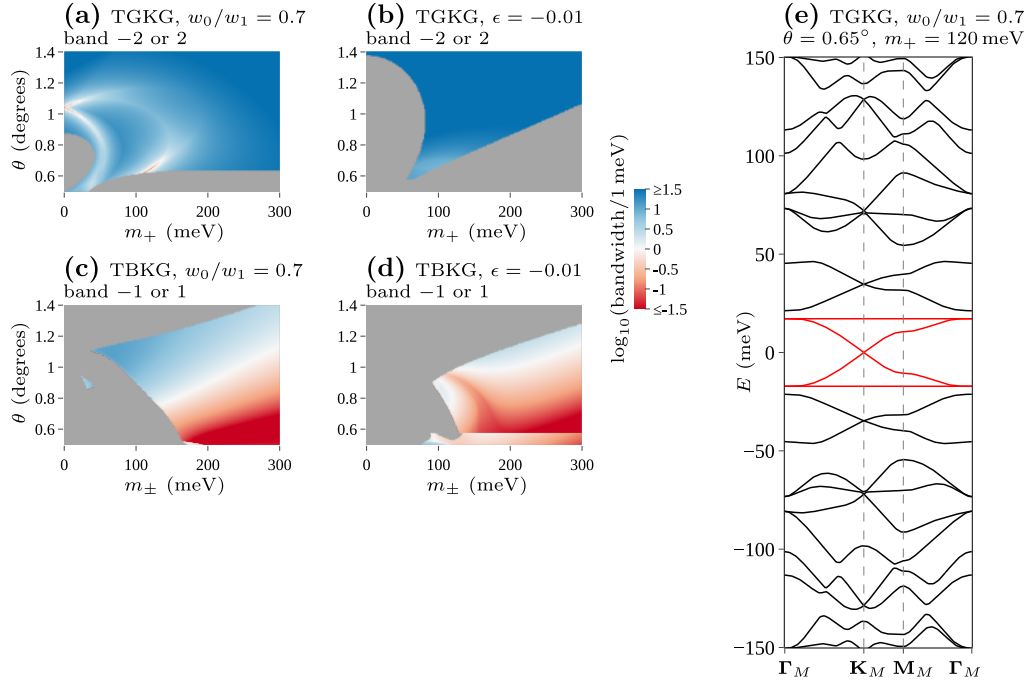 (a) TGKG, w₀/w₁ = 0.7
band −2 or 2
1.4
1.2
1
0.8
0.6
θ (degrees)
0
100
200
300
m₊ (meV)
(b) TGKG, ϵ = −0.01
band −2 or 2
1.4
1.2
1
0.8
0.6
0
100
200
300
m₊ (meV)
log₁₀(bandwidth/1 meV)
≥1.5
1
0.5
0
−0.5
−1
≤-1.5
(c) TBKG, w₀/w₁ = 0.7
band −1 or 1
1.4
1.2
1
0.8
0.6
θ (degrees)
0
100
200
300
m± (meV)
(d) TBKG, ϵ = −0.01
band −1 or 1
1.4
1.2
1
0.8
0.6
0
100
200
300
m± (meV)
(e) TGKG, w₀/w₁ = 0.7
θ = 0.65°, m₊ = 120 meV
150
100
50
0
−50
−100
−150
E (meV)
Γ_M K_M M_M Γ_M